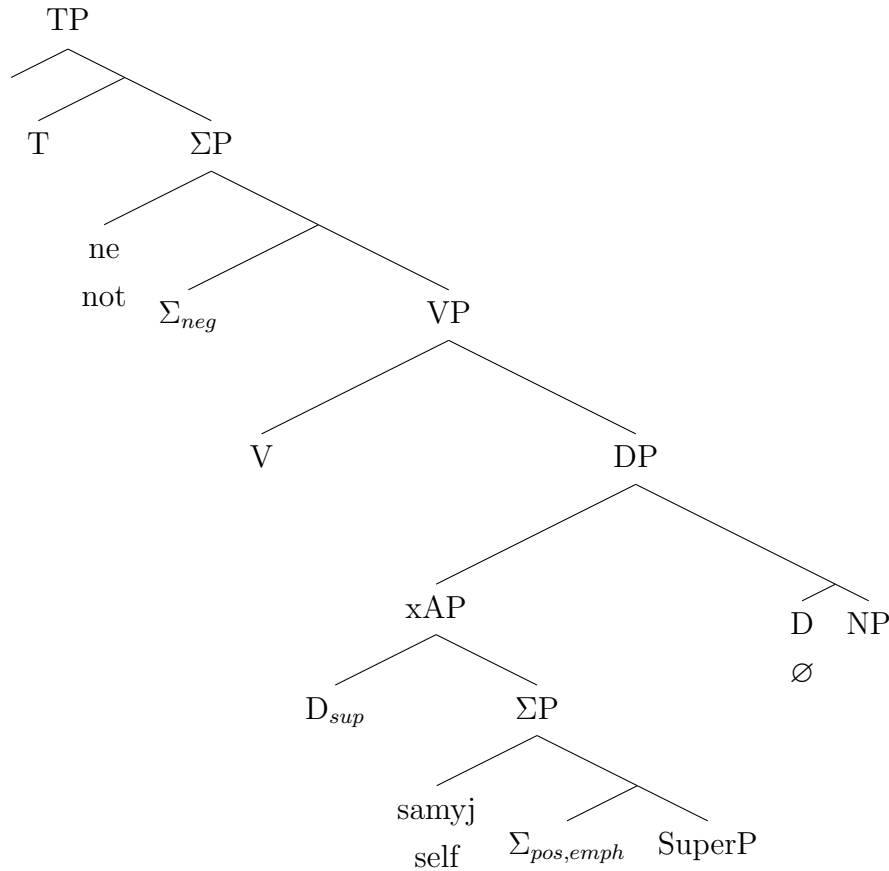 TP
T ΣP
ne
not Σneg VP
V DP
xAP D NP
∅
Dsup ΣP
samyj
self Σpos,emph SuperP